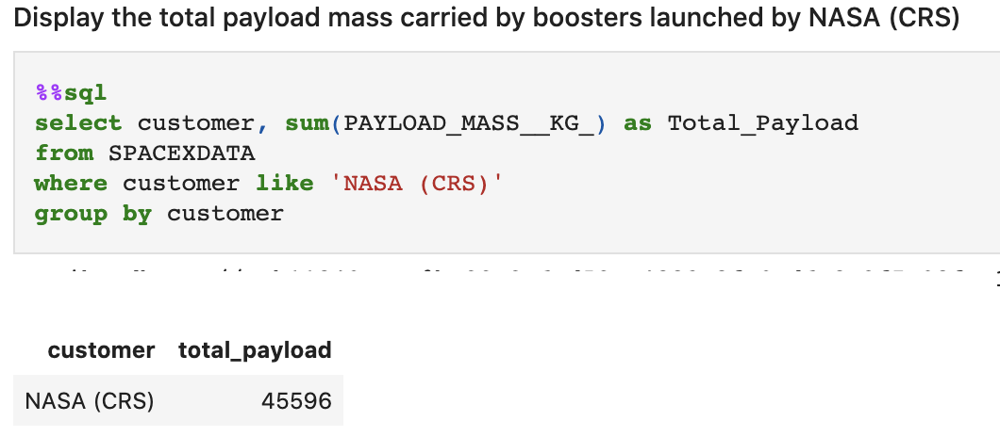 Display the total payload mass carried by boosters launched by NASA (CRS)
%%sql
select customer, sum(PAYLOAD_MASS__KG_) as Total_Payload
from SPACEXDATA
where customer like 'NASA (CRS)'
group by customer
customer total_payload
NASA (CRS) 45596